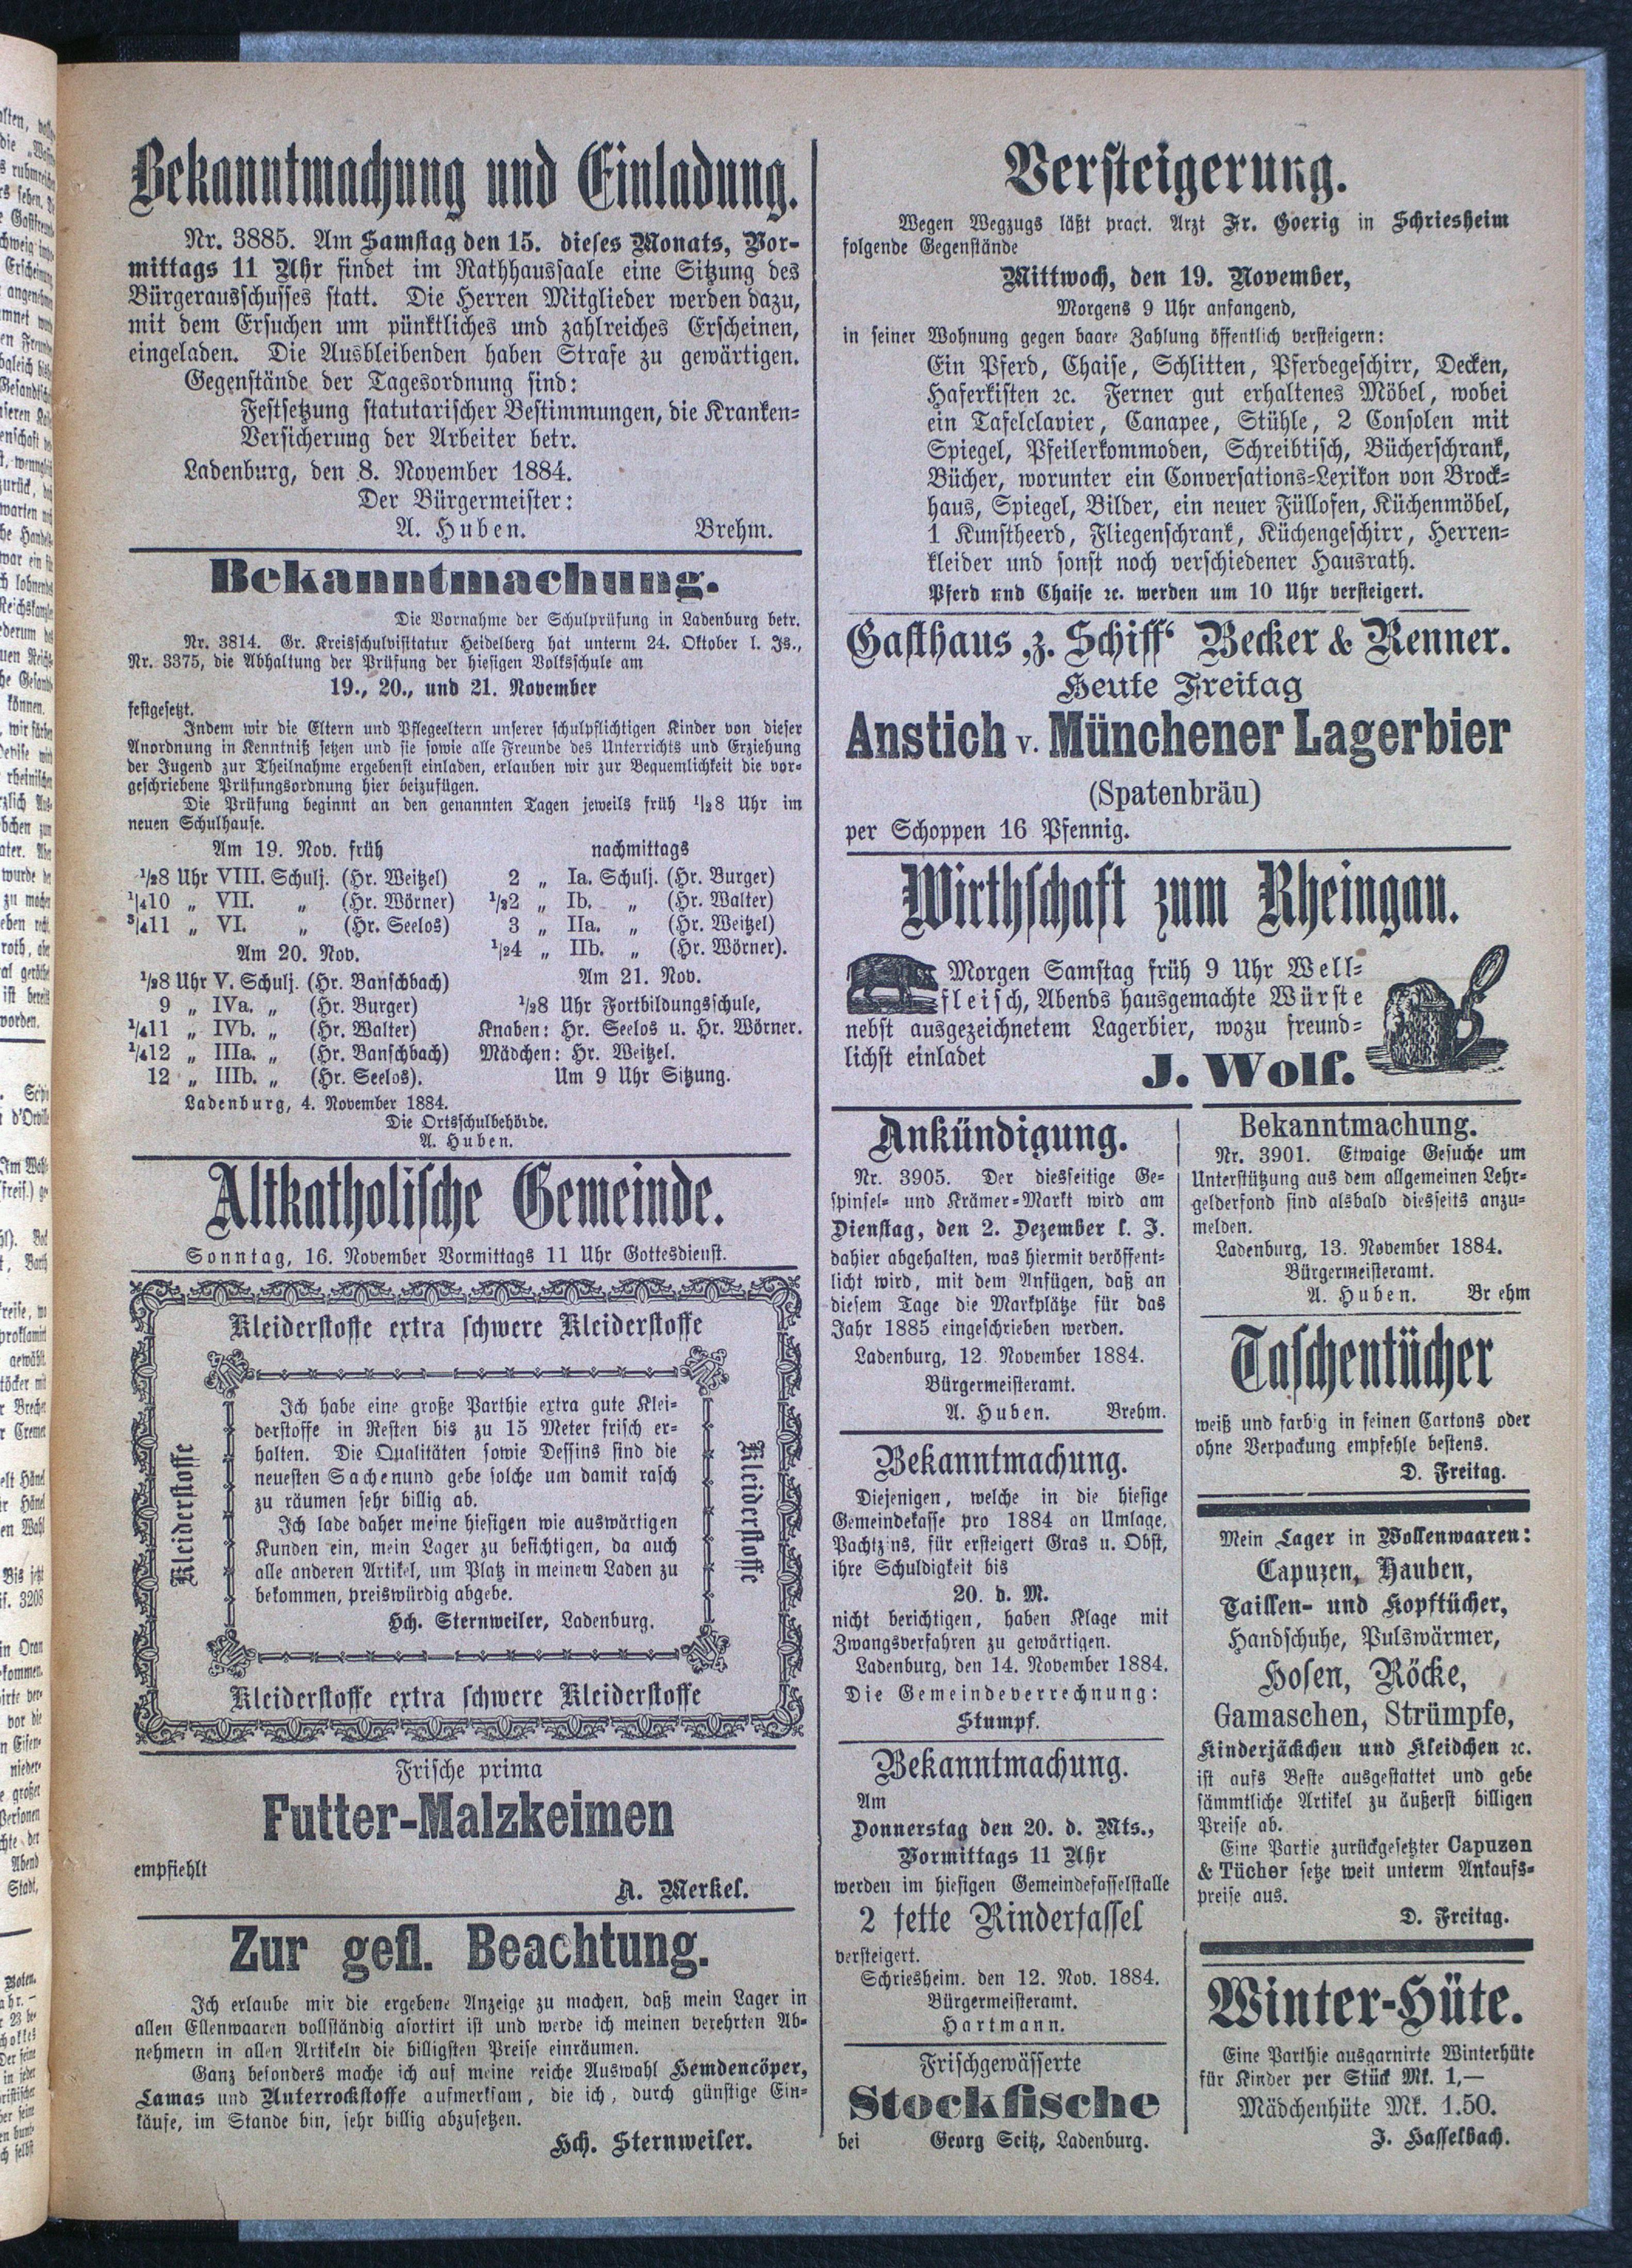 Bekanntmachung und Einladung.
Nr. 3885. Am Samstag den 15. dieses Monats, Vor-
mittags 11 Uhr findet im Rathhaussaale eine Sitzung des
Bürgerausschusses statt. Die Herren Mitglieder werden dazu,
mit dem Ersuchen um pünktliches und zahlreiches Erscheinen,
eingeladen. Die Ausbleibenden haben Strafe zu gewärtigen.
Gegenstände der Tagesordnung sind:
Festsetzung statutarischer Bestimmungen, die Kranken-
Versicherung der Arbeiter betr.
Ladenburg, den 8. November 1884.
Der Bürgermeister:
A. Huben. Brehm.
Bekanntmachung.
Die Vornahme der Schulprüfung in Ladenburg betr.
Nr. 3814. Gr. Kreisschulvisitatur Heidelberg hat unterm 24. Oktober l. Js.,
Nr. 3375, die Abhaltung der Prüfung der hiesigen Volksschule am
19., 20., und 21. November
festgesetzt.
Indem wir die Eltern und Pflegeeltern unserer schulpflichtigen Kinder von dieser
Anordnung in Kenntniß setzen und sie sowie alle Freunde des Unterrichts und Erziehung
der Jugend zur Theilnahme ergebenst einladen, erlauben wir zur Bequemlichkeit die vor-
geschriebene Prüfungsordnung hier beizufügen.
Die Prüfung beginnt an den genannten Tagen jeweils früh 1/28 Uhr im
neuen Schulhause.
Am 19. Nov. früh
1/28 Uhr VIII. Schulj. (Hr. Weitzel)
1/410 „ VII. „ (Hr. Wörner)
3/411 „ VI. „ (Hr. Seelos)
Am 20. Nov.
1/28 Uhr V. Schulj. (Hr. Banschbach)
9 „ IVa. „ (Hr. Burger)
1/411 „ IVb. „ (Hr. Walter)
1/412 „ IIIa. „ (Hr. Banschbach)
12 „ IIIb. „ (Hr. Seelos).
nachmittags
2 „ Ia. Schulj. (Hr. Burger)
1/22 „ Ib. „ (Hr. Walter)
3 „ IIa. „ (Hr. Weitzel)
1/24 „ IIb. „ (Hr. Wörner).
Am 21. Nov.
1/28 Uhr Fortbildungsschule,
Knaben: Hr. Seelos u. Hr. Wörner.
Mädchen: Hr. Weitzel.
Um 9 Uhr Sitzung.
Ladenburg, 4. November 1884.
Die Ortsschulbehörde.
A. Huben.
Altkatholische Gemeinde.
Sonntag, 16. November Vormittags 11 Uhr Gottesdienst.
Kleiderstoffe extra schwere Kleiderstoffe
Kleiderstoffe
Ich habe eine große Parthie extra gute Klei-
derstoffe in Resten bis zu 15 Meter frisch er-
halten. Die Qualitäten sowie Dessins sind die
neuesten Sachenund gebe solche um damit rasch
zu räumen sehr billig ab.
Ich lade daher meine hiesigen wie auswärtigen
Kunden ein, mein Lager zu besichtigen, da auch
alle anderen Artikel, um Platz in meinem Laden zu
bekommen, preiswürdig abgebe.
Hch. Sternweiler, Ladenburg.
Kleiderstoffe
Kleiderstoffe extra schwere Kleiderstoffe
Frische prima
Futter-Malzkeimen
empfiehlt
A. Merkel.
Zur gefl. Beachtung.
Ich erlaube mir die ergebene Anzeige zu machen, daß mein Lager in
allen Ellenwaaren vollständig asortirt ist und werde ich meinen verehrten Ab-
nehmern in allen Artikeln die billigsten Preise einräumen.
Ganz besonders mache ich auf meine reiche Auswahl Hemdencöper,
Lamas und Unterrockstoffe aufmerksam, die ich, durch günstige Ein-
käufe, im Stande bin, sehr billig abzusetzen.
Hch. Sternweiler.
Versteigerung.
Wegen Wegzugs läßt pract. Arzt Fr. Goerig in Schriesheim
folgende Gegenstände
Mittwoch, den 19. November,
Morgens 9 Uhr anfangend,
in seiner Wohnung gegen baare Zahlung öffentlich versteigern:
Ein Pferd, Chaise, Schlitten, Pferdegeschirr, Decken,
Haferkisten ꝛc. Ferner gut erhaltenes Möbel, wobei
ein Tafelclavier, Canapee, Stühle, 2 Consolen mit
Spiegel, Pfeilerkommoden, Schreibtisch, Bücherschrank,
Bücher, worunter ein Conversations-Lexikon von Brock-
haus, Spiegel, Bilder, ein neuer Füllofen, Küchenmöbel,
1 Kunstheerd, Fliegenschrank, Küchengeschirr, Herren-
kleider und sonst noch verschiedener Hausrath.
Pferd und Chaise ꝛc. werden um 10 Uhr versteigert.
Gasthaus ‚z. Schiff‘ Becker & Renner.
Heute Freitag
Anstich v. Münchener Lagerbier
(Spatenbräu)
per Schoppen 16 Pfennig.
Wirthschaft zum Rheingau.
Morgen Samstag früh 9 Uhr Well-
fleisch, Abends hausgemachte Würste
nebst ausgezeichnetem Lagerbier, wozu freund-
lichst einladet
J. Wolf.
Ankündigung.
Nr. 3905. Der diesseitige Ge-
spinsel- und Krämer-Markt wird am
Dienstag, den 2. Dezember l. J.
dahier abgehalten, was hiermit veröffent-
licht wird, mit dem Anfügen, daß an
diesem Tage die Markplätze für das
Jahr 1885 eingeschrieben werden.
Ladenburg, 12. November 1884.
Bürgermeisteramt.
A. Huben. Brehm.
Bekanntmachung.
Diejenigen, welche in die hiesige
Gemeindekasse pro 1884 an Umlage,
Pachtzins, für ersteigert Gras u. Obst,
ihre Schuldigkeit bis
20. d. M.
nicht berichtigen, haben Klage mit
Zwangsverfahren zu gewärtigen.
Ladenburg, den 14. November 1884.
Die Gemeindeverrechnung:
Stumpf.
Bekanntmachung.
Am
Donnerstag den 20. d. Mts.,
Vormittags 11 Uhr
werden im hiesigen Gemeindefasselstalle
2 fette Rinderfassel
versteigert.
Schriesheim. den 12. Nov. 1884.
Bürgermeisteramt.
Hartmann.
Frischgewässerte
Stockfische
bei Georg Seitz, Ladenburg.
Bekanntmachung.
Nr. 3901. Etwaige Gesuche um
Unterstützung aus dem allgemeinen Lehr-
gelderfond sind alsbald diesseits anzu-
melden.
Ladenburg, 13. November 1884.
Bürgermeisteramt.
A. Huben. Br ehm
Taschentücher
weiß und farbig in feinen Cartons oder
ohne Verpackung empfehle bestens.
D. Freitag.
Mein Lager in Wollenwaaren:
Capuzen, Hauben,
Taillen- und Kopftücher,
Handschuhe, Pulswärmer,
Hosen, Röcke,
Gamaschen, Strümpfe,
Kinderjäckchen und Kleidchen ꝛc.
ist aufs Beste ausgestattet und gebe
sämmtliche Artikel zu äußerst billigen
Preise ab.
Eine Partie zurückgesetzter Capuzen
& Tücher setze weit unterm Ankaufs-
preise aus.
D. Freitag.
Winter-Hüte.
Eine Parthie ausgarnirte Winterhüte
für Kinder per Stück Mk. 1,—
Mädchenhüte Mk. 1.50.
J. Hasselbach.